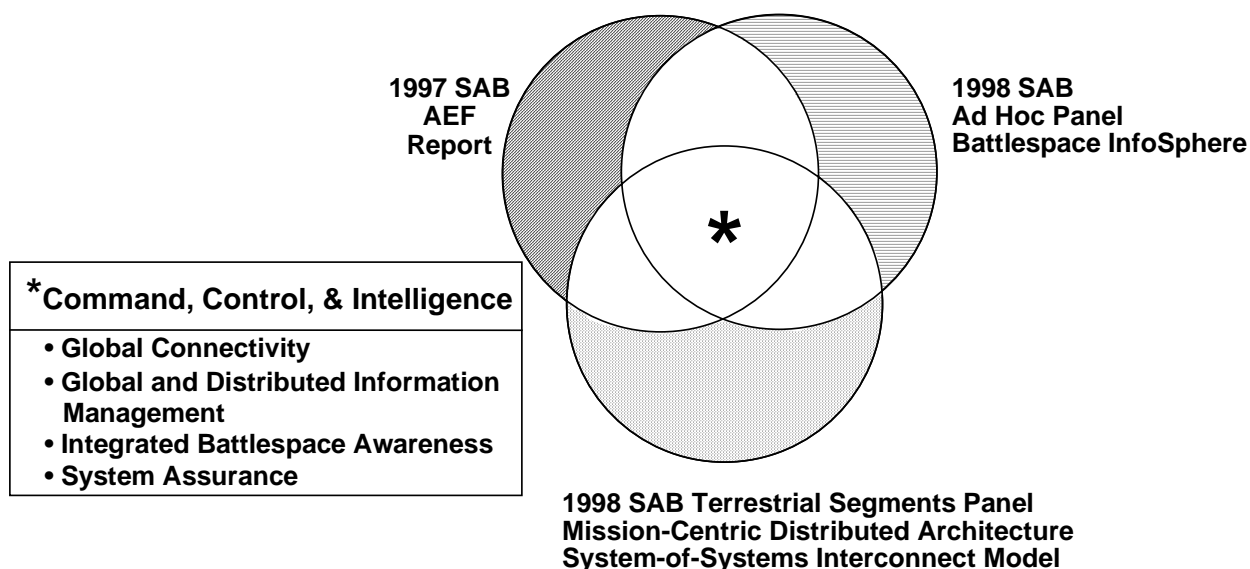 1997 SAB
AEF
Report
1998 SAB
Ad Hoc Panel
Battlespace InfoSphere
*
*Command, Control, & Intelligence
• Global Connectivity
• Global and Distributed Information
Management
• Integrated Battlespace Awareness
• System Assurance
1998 SAB Terrestrial Segments Panel
Mission-Centric Distributed Architecture
System-of-Systems Interconnect Model